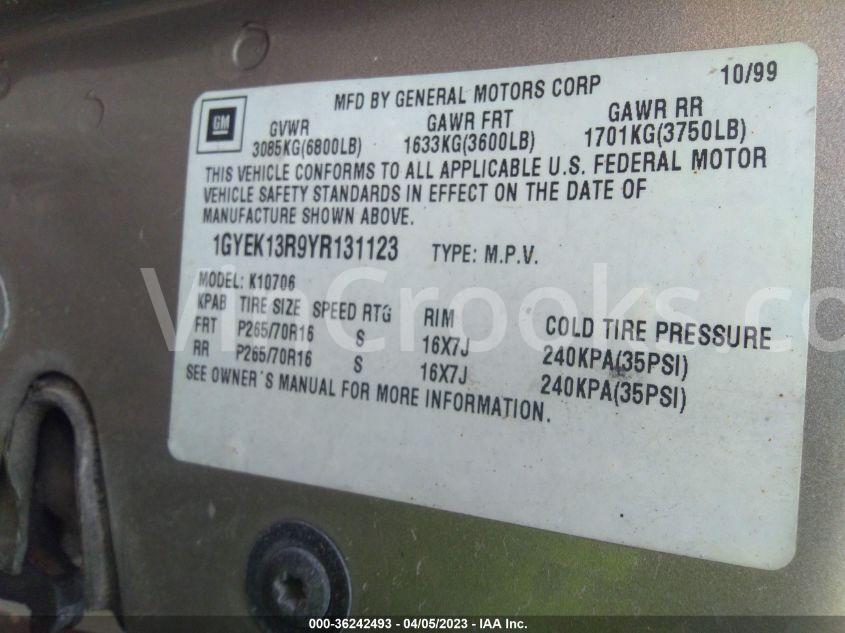 MFD BY GENERAL MOTORS CORP 10/99
GM
GVWR GAWR FRT GAWR RR
3085KG(6800LB) 1633KG(3600LB) 1701KG(3750LB)
THIS VEHICLE CONFORMS TO ALL APPLICABLE U.S. FEDERAL MOTOR
VEHICLE SAFETY STANDARDS IN EFFECT ON THE DATE OF
MANUFACTURE SHOWN ABOVE.
1GYEK13R9YR131123 TYPE: M.P.V.
MODEL: K10706
KPAB TIRE SIZE SPEED RTG RIM COLD TIRE PRESSURE
FRT P265/70R16 S 16X7J 240KPA(35PSI)
RR P265/70R16 S 16X7J 240KPA(35PSI)
SEE OWNER'S MANUAL FOR MORE INFORMATION.
VinCrooks.co
000-36242493 - 04/05/2023 - IAA Inc.